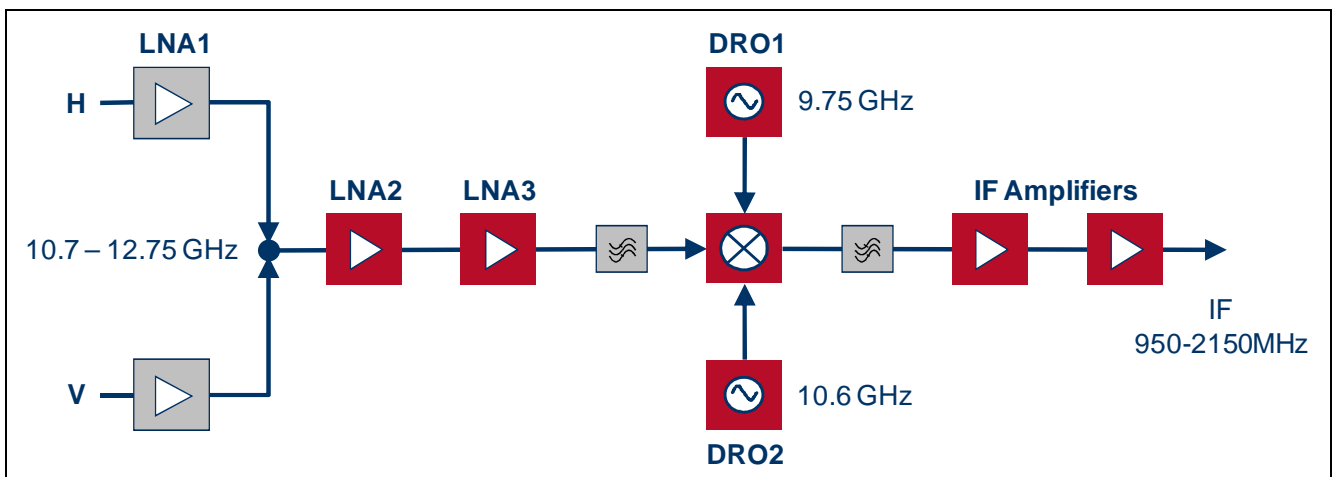 LNA1
DRO1
H
9.75 GHz
LNA2
LNA3
IF Amplifiers
10.7 – 12.75 GHz
IF
950-2150MHz
V
10.6 GHz
DRO2